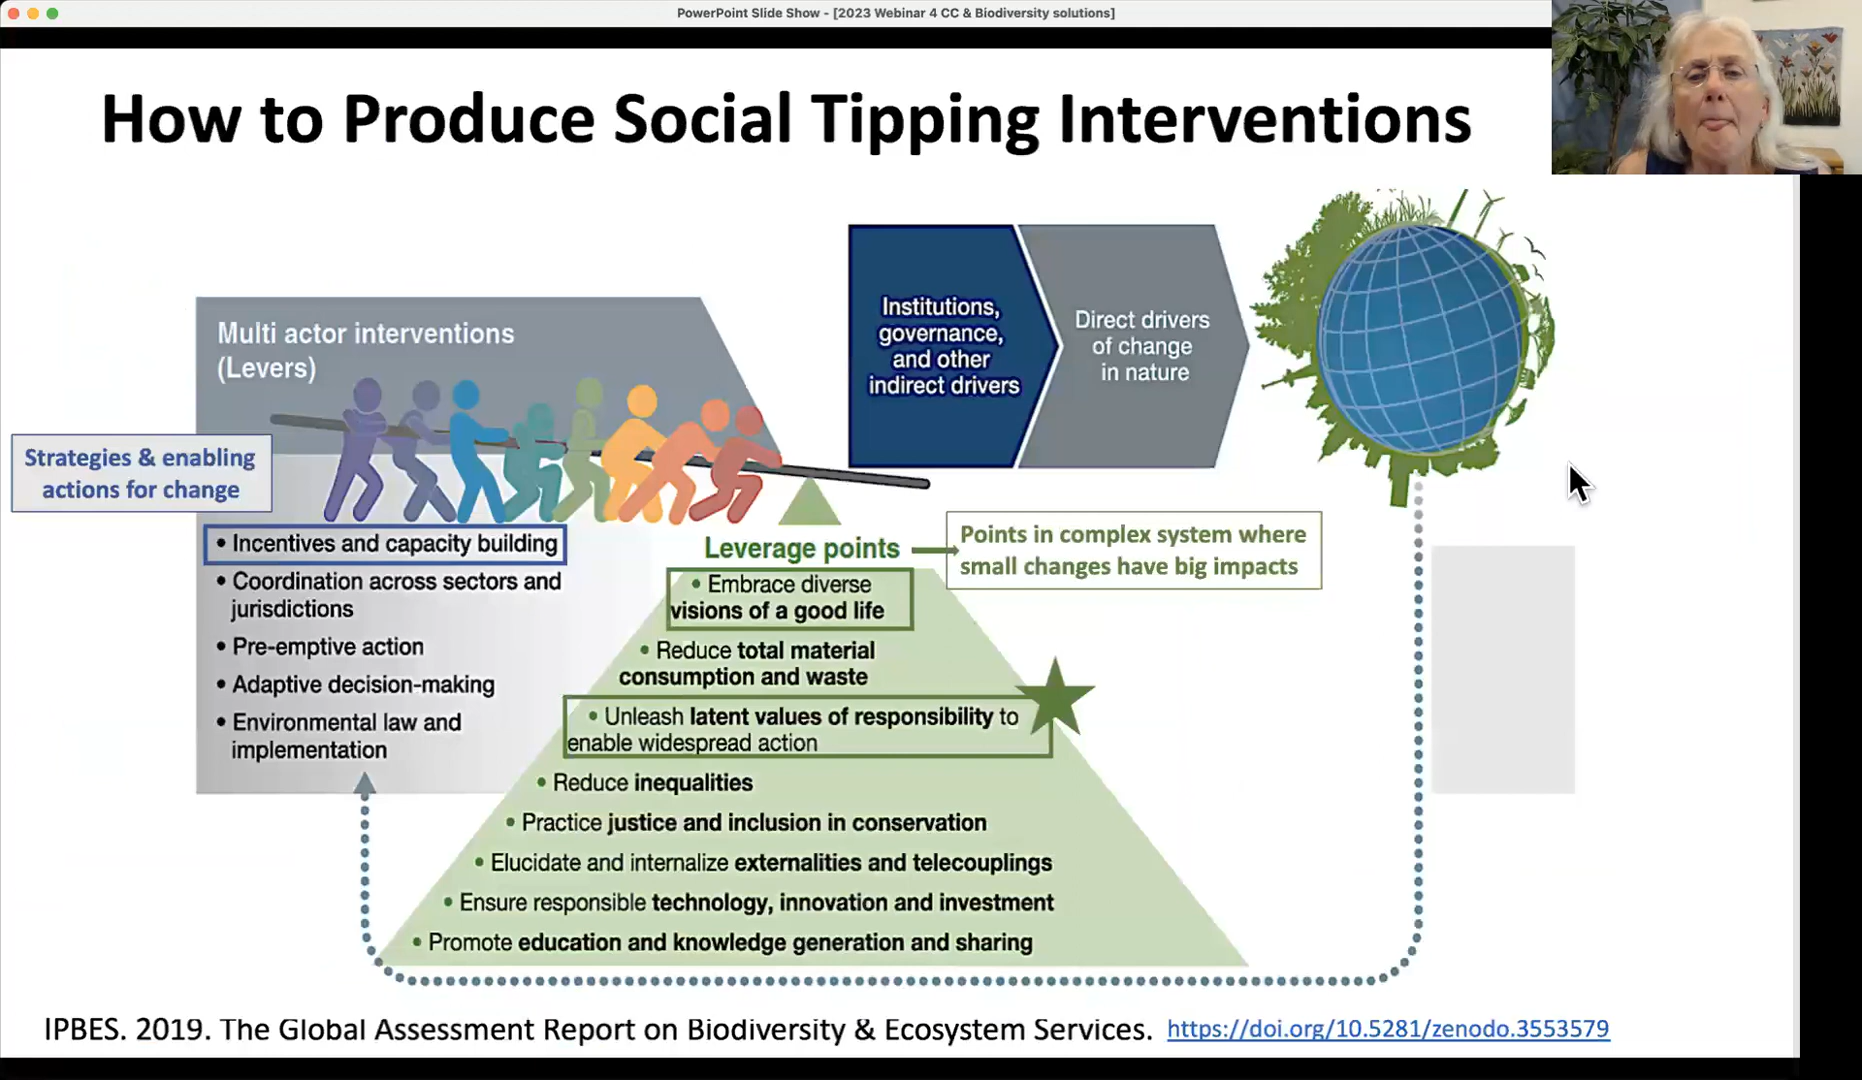 PowerPoint Slide Show - [2023 Webinar 4 CC & Biodiversity solutions]
How to Produce Social Tipping Interventions
Multi actor interventions
(Levers)
Strategies & enabling
actions for change
• Incentives and capacity building
• Coordination across sectors and
jurisdictions
• Pre-emptive action
• Adaptive decision-making
• Environmental law and
implementation
Institutions,
governance,
and other
indirect drivers
Direct drivers
of change
in nature
Leverage points
Points in complex system where
small changes have big impacts
• Embrace diverse
visions of a good life
• Reduce total material
consumption and waste
• Unleash latent values of responsibility to
enable widespread action
• Reduce inequalities
• Practice justice and inclusion in conservation
• Elucidate and internalize externalities and telecouplings
• Ensure responsible technology, innovation and investment
• Promote education and knowledge generation and sharing
IPBES. 2019. The Global Assessment Report on Biodiversity & Ecosystem Services. https://doi.org/10.5281/zenodo.3553579